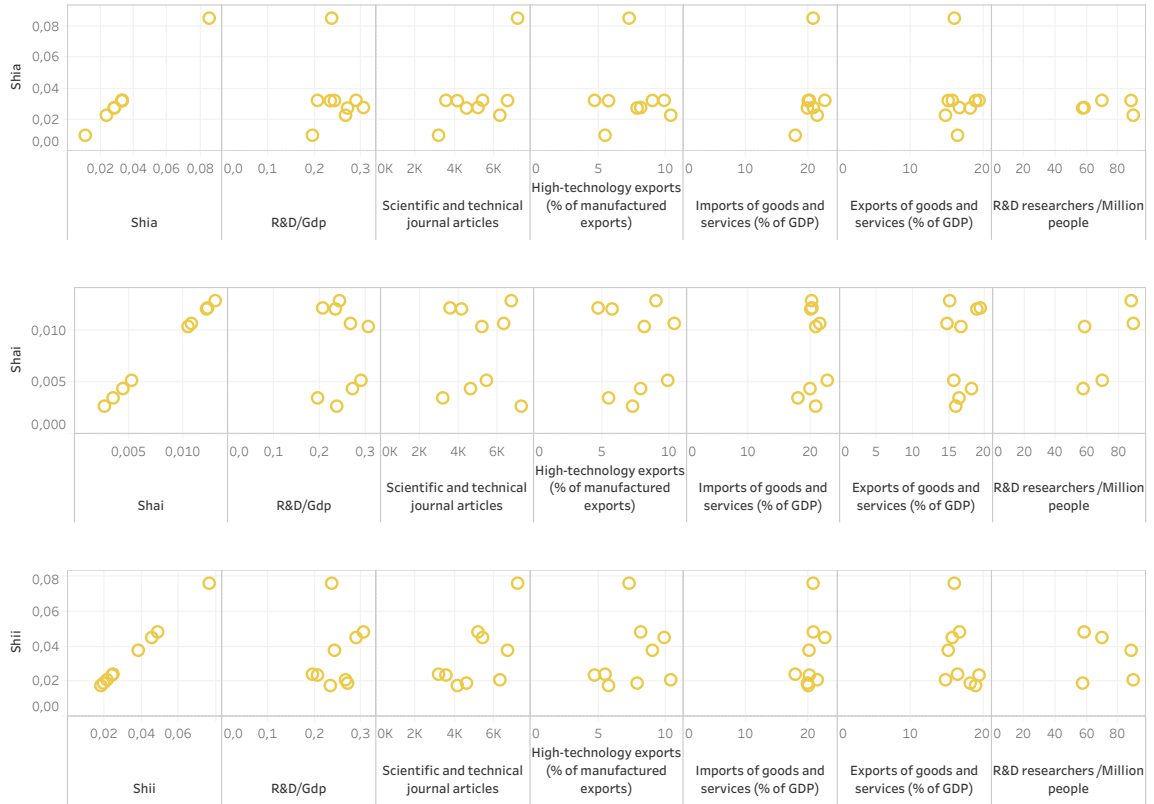 0,08
0,06
0,04
0,02
0,00
Shia
0,02 0,04 0,06 0,08 0,0 0,1 0,2 0,3 0K 2K 4K 6K 0 5 10 0 10 20 0 10 20 0 20 40 60 80
Shia
R&D/Gdp
Scientific and technical
journal articles
High-technology exports
(% of manufactured
exports)
Imports of goods and
services (% of GDP)
Exports of goods and
services (% of GDP)
R&D researchers /Million
people
0,010
0,005
0,000
Shai
0,005 0,010 0,0 0,1 0,2 0,3 0K 2K 4K 6K 0 5 10 0 10 20 0 5 10 15 20 0 20 40 60 80
Shai
R&D/Gdp
Scientific and technical
journal articles
High-technology exports
(% of manufactured
exports)
Imports of goods and
services (% of GDP)
Exports of goods and
services (% of GDP)
R&D researchers /Million
people
0,08
0,06
0,04
0,02
0,00
Shii
0,02 0,04 0,06 0,0 0,1 0,2 0,3 0K 2K 4K 6K 0 5 10 0 10 20 0 10 20 0 20 40 60 80
Shii
R&D/Gdp
Scientific and technical
journal articles
High-technology exports
(% of manufactured
exports)
Imports of goods and
services (% of GDP)
Exports of goods and
services (% of GDP)
R&D researchers /Million
people